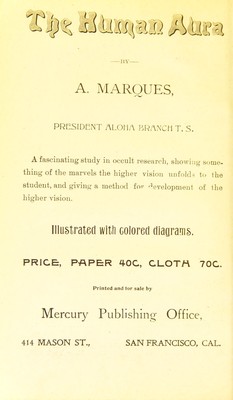 The Human Aura
—BY—
A. MARQUES,
PRESIDENT ALOHA BRANCH T. S.
A fascinating study in occult research, showing some-
thing of the marvels the higher vision unfolds to the
student, and giving a method for development of the
higher vision.
Illustrated with colored diagrams.
PRICE, PAPER 40C, CLOTH 70C.
Printed and for sale by
Mercury Publishing Office,
414 MASON ST., SAN FRANCISCO, CAL.